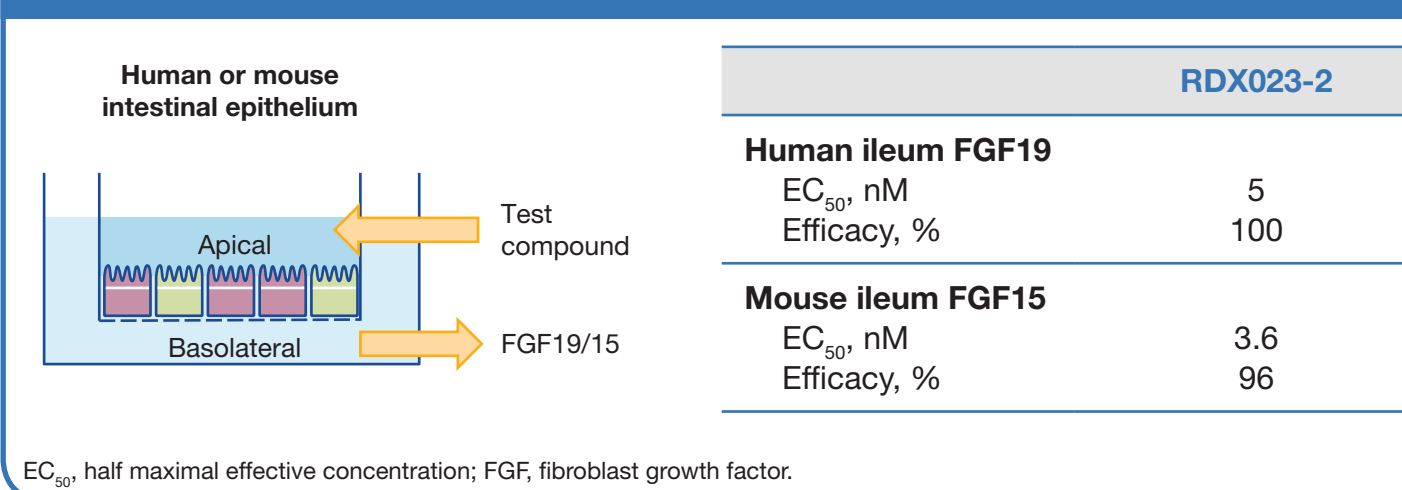 Human or mouse
intestinal epithelium
Apical
Basolateral
Test
compound
FGF19/15
RDX023-2
Human ileum FGF19
EC₅₀, nM 5
Efficacy, % 100
Mouse ileum FGF15
EC₅₀, nM 3.6
Efficacy, % 96
EC₅₀, half maximal effective concentration; FGF, fibroblast growth factor.